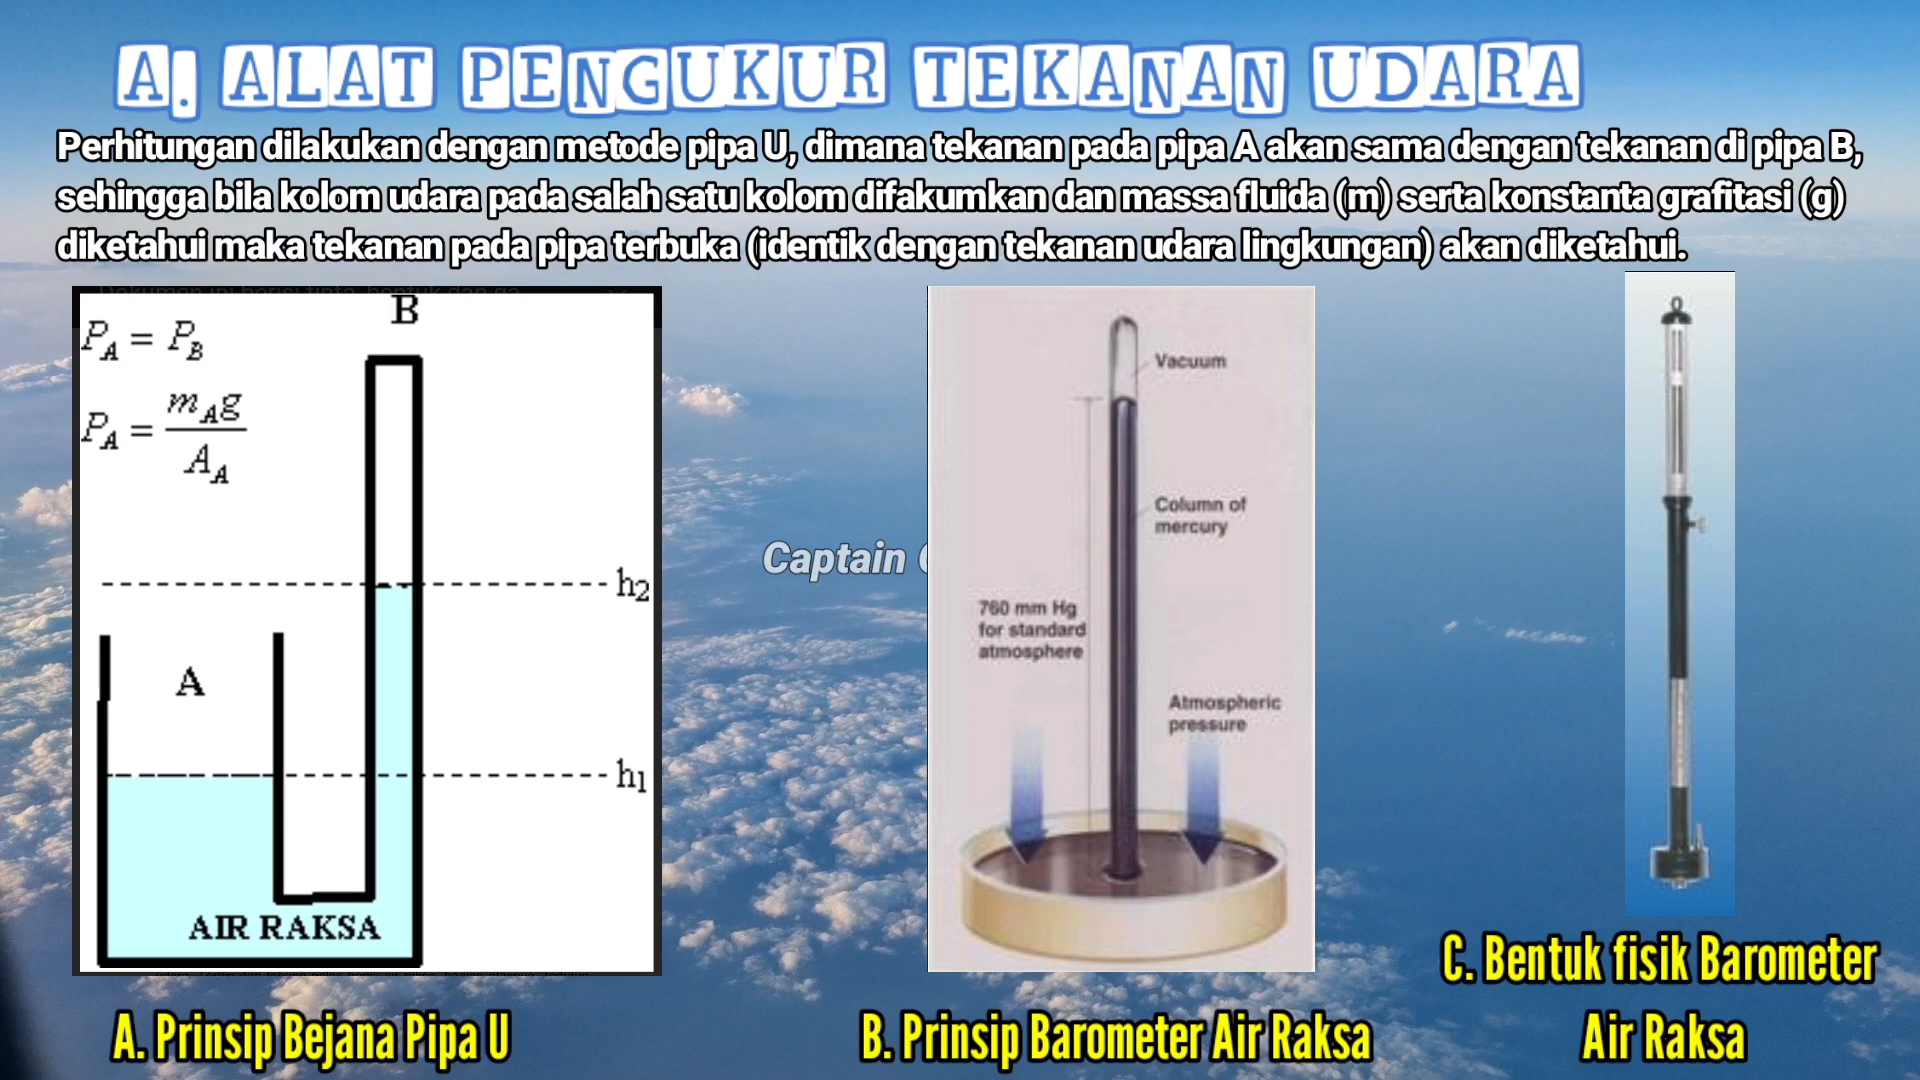 A. ALAT PENGUKUR TEKANAN UDARA
Perhitungan dilakukan dengan metode pipa U, dimana tekanan pada pipa A akan sama dengan tekanan di pipa B,
sehingga bila kolom udara pada salah satu kolom difakumkan dan massa fluida (m) serta konstanta grafitasi (g)
diketahui maka tekanan pada pipa terbuka (identik dengan tekanan udara lingkungan) akan diketahui.
B
P_A = P_B
P_A = m_A g / A_A
h2
A
h1
AIR RAKSA
A. Prinsip Bejana Pipa U
Captain
Vacuum
Column of
mercury
760 mm Hg
for standard
atmosphere
Atmospheric
pressure
B. Prinsip Barometer Air Raksa
C. Bentuk fisik Barometer
Air Raksa